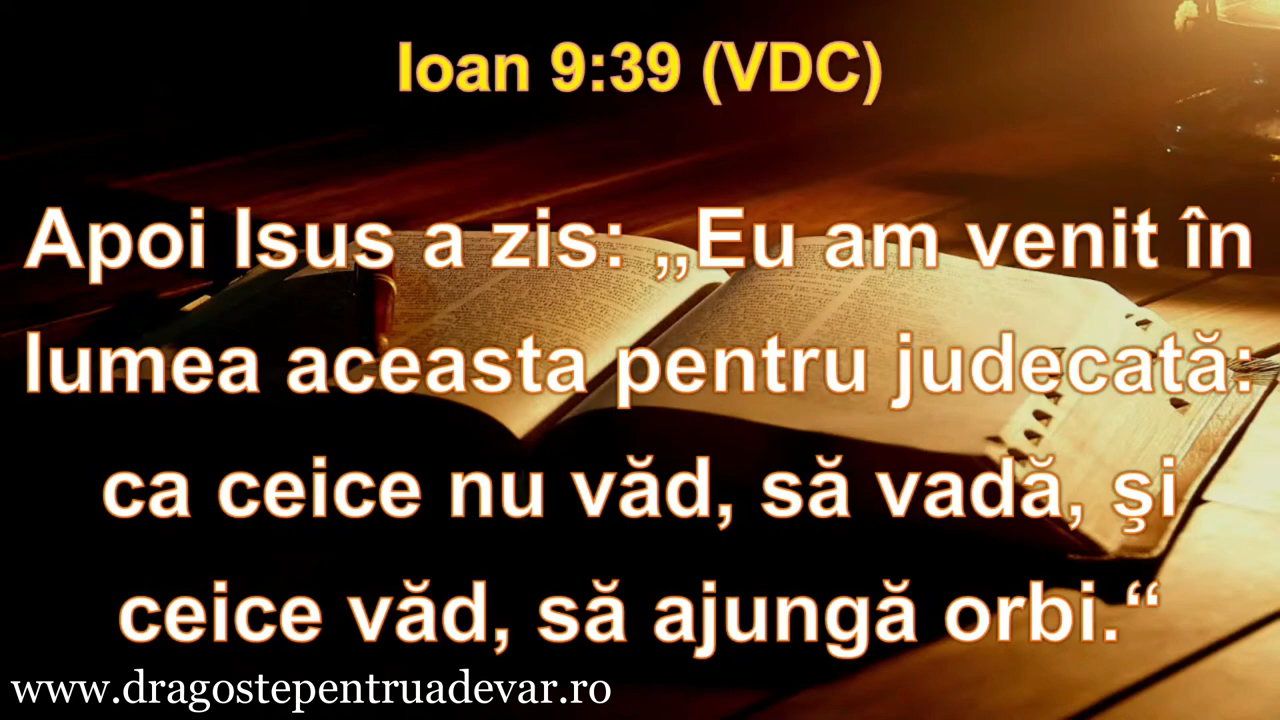 Ioan 9:39 (VDC)
Apoi Isus a zis: „Eu am venit în
lumea aceasta pentru judecată:
ca ceice nu văd, să vadă, şi
ceice văd, să ajungă orbi.“
www.dragostepentruadevar.ro